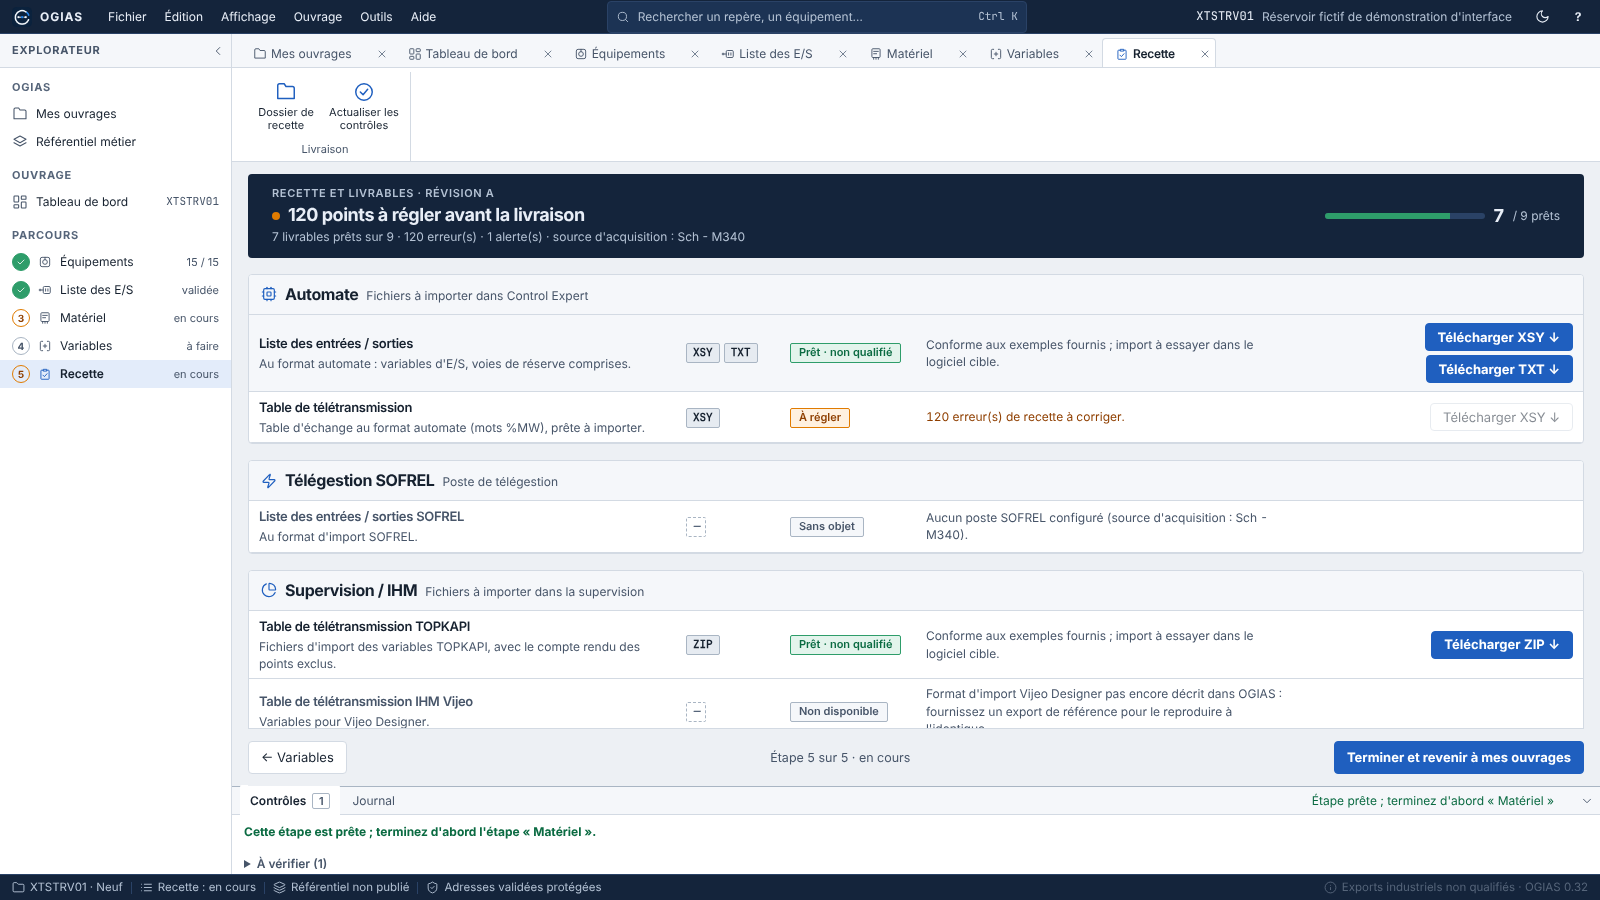 OGIAS Fichier Édition Affichage Ouvrage Outils Aide Rechercher un repère, un équipement... Ctrl K XTSTRV01 Réservoir fictif de démonstration d'interface ?
EXPLORATEUR
Mes ouvrages × Tableau de bord × Équipements × Liste des E/S × Matériel × Variables × Recette ×
OGIAS
Mes ouvrages
Référentiel métier
OUVRAGE
Tableau de bord XTSTRV01
PARCOURS
Équipements 15 / 15
Liste des E/S validée
3 Matériel en cours
4 Variables à faire
5 Recette en cours
Dossier de recette
Actualiser les contrôles
Livraison
RECETTE ET LIVRABLES · RÉVISION A
120 points à régler avant la livraison
7 / 9 prêts
7 livrables prêts sur 9 · 120 erreur(s) · 1 alerte(s) · source d'acquisition : Sch - M340
Automate Fichiers à importer dans Control Expert
Liste des entrées / sorties
Au format automate : variables d'E/S, voies de réserve comprises.
XSY TXT
Prêt · non qualifié
Conforme aux exemples fournis ; import à essayer dans le
logiciel cible.
Télécharger XSY ↓
Télécharger TXT ↓
Table de télétransmission
Table d'échange au format automate (mots %MW), prête à importer.
XSY
À régler
120 erreur(s) de recette à corriger.
Télécharger XSY ↓
Télégestion SOFREL Poste de télégestion
Liste des entrées / sorties SOFREL
Au format d'import SOFREL.
–
Sans objet
Aucun poste SOFREL configuré (source d'acquisition : Sch -
M340).
Supervision / IHM Fichiers à importer dans la supervision
Table de télétransmission TOPKAPI
Fichiers d'import des variables TOPKAPI, avec le compte rendu des
points exclus.
ZIP
Prêt · non qualifié
Conforme aux exemples fournis ; import à essayer dans le
logiciel cible.
Télécharger ZIP ↓
Table de télétransmission IHM Vijeo
Variables pour Vijeo Designer.
–
Non disponible
Format d'import Vijeo Designer pas encore décrit dans OGIAS :
fournissez un export de référence pour le reproduire à
l'identique.
← Variables
Étape 5 sur 5 · en cours
Terminer et revenir à mes ouvrages
Contrôles 1 Journal
Étape prête ; terminez d'abord « Matériel »
Cette étape est prête ; terminez d'abord l'étape « Matériel ».
À vérifier (1)
XTSTRV01 · Neuf Recette : en cours Référentiel non publié Adresses validées protégées Exports industriels non qualifiés · OGIAS 0.32